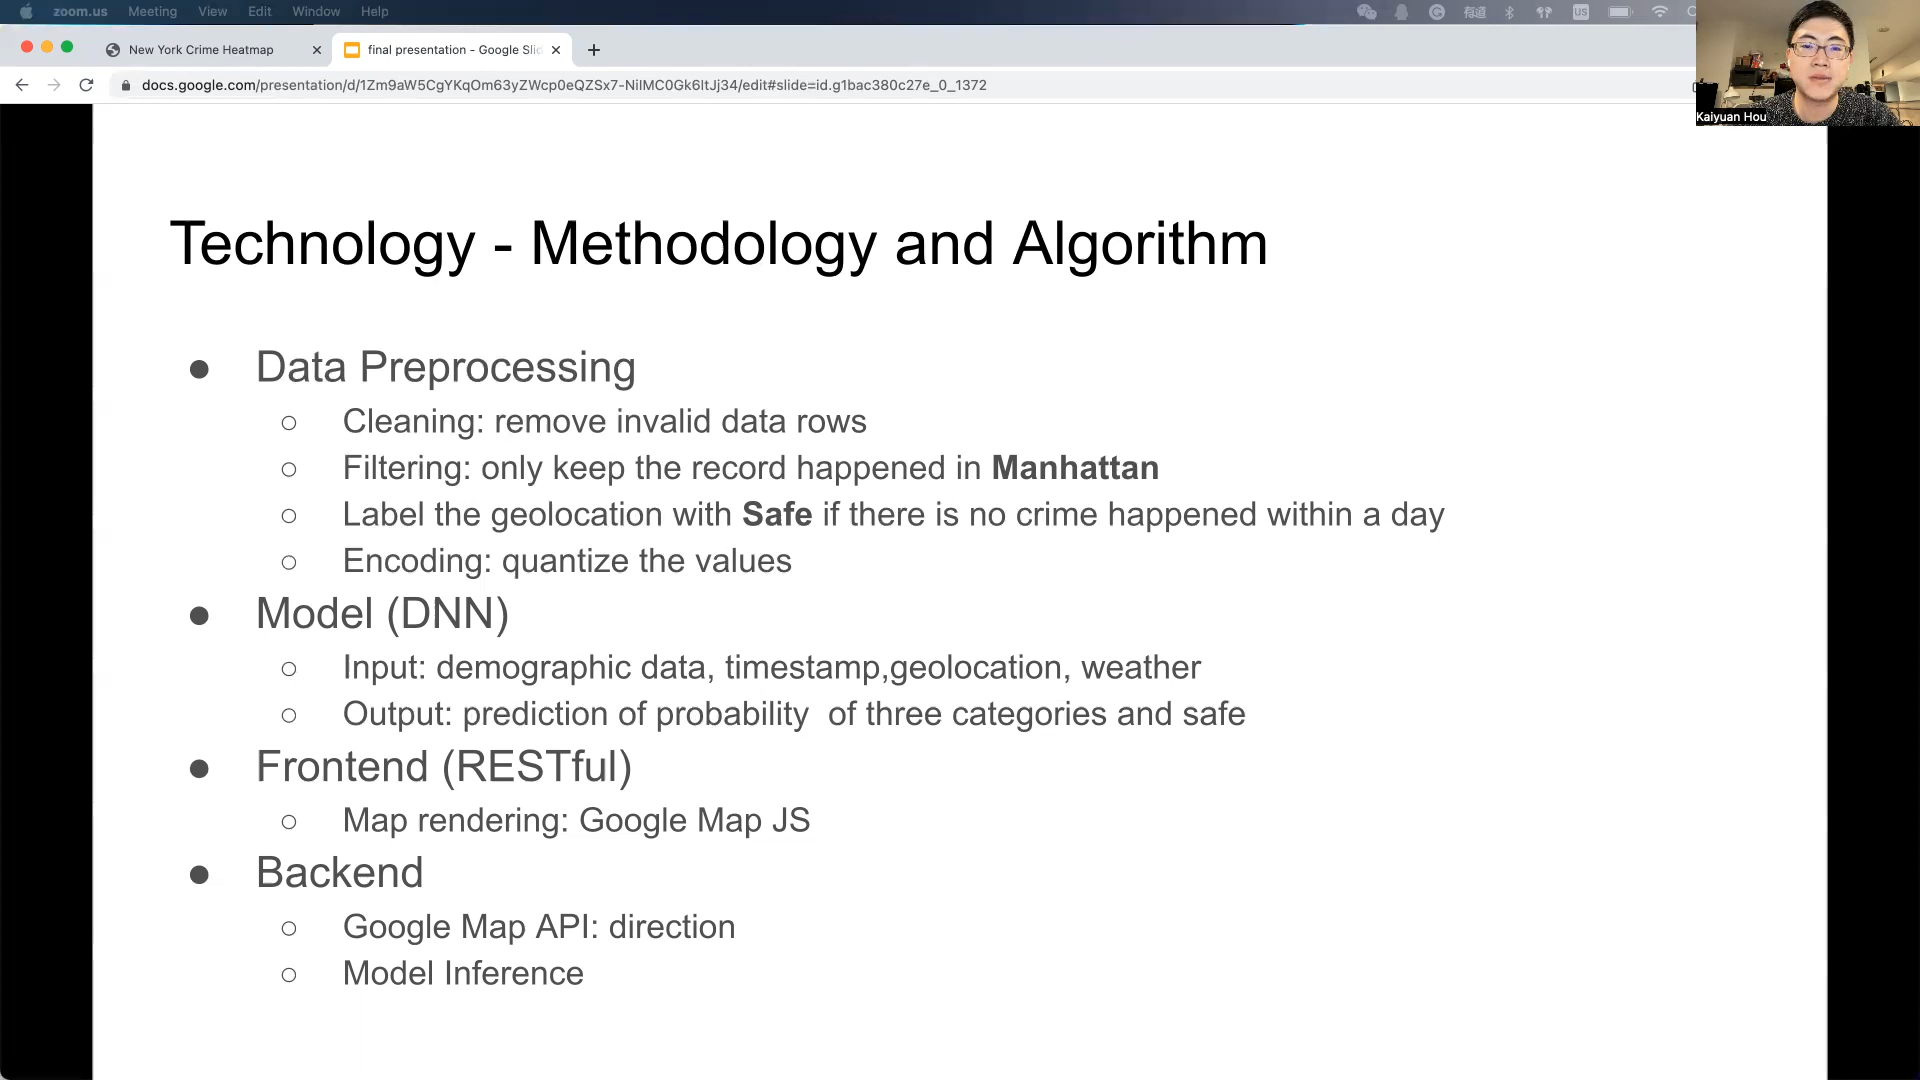 zoom.us Meeting View Edit Window Help
有道 US
New York Crime Heatmap
final presentation - Google Slid
docs.google.com/presentation/d/1Zm9aW5CgYKqOm63yZWcp0eQZSx7-NiIMC0Gk6ItJj34/edit#slide=id.g1bac380c27e_0_1372
Kaiyuan Hou
Technology - Methodology and Algorithm
● Data Preprocessing
○ Cleaning: remove invalid data rows
○ Filtering: only keep the record happened in Manhattan
○ Label the geolocation with Safe if there is no crime happened within a day
○ Encoding: quantize the values
● Model (DNN)
○ Input: demographic data, timestamp,geolocation, weather
○ Output: prediction of probability  of three categories and safe
● Frontend (RESTful)
○ Map rendering: Google Map JS
● Backend
○ Google Map API: direction
○ Model Inference